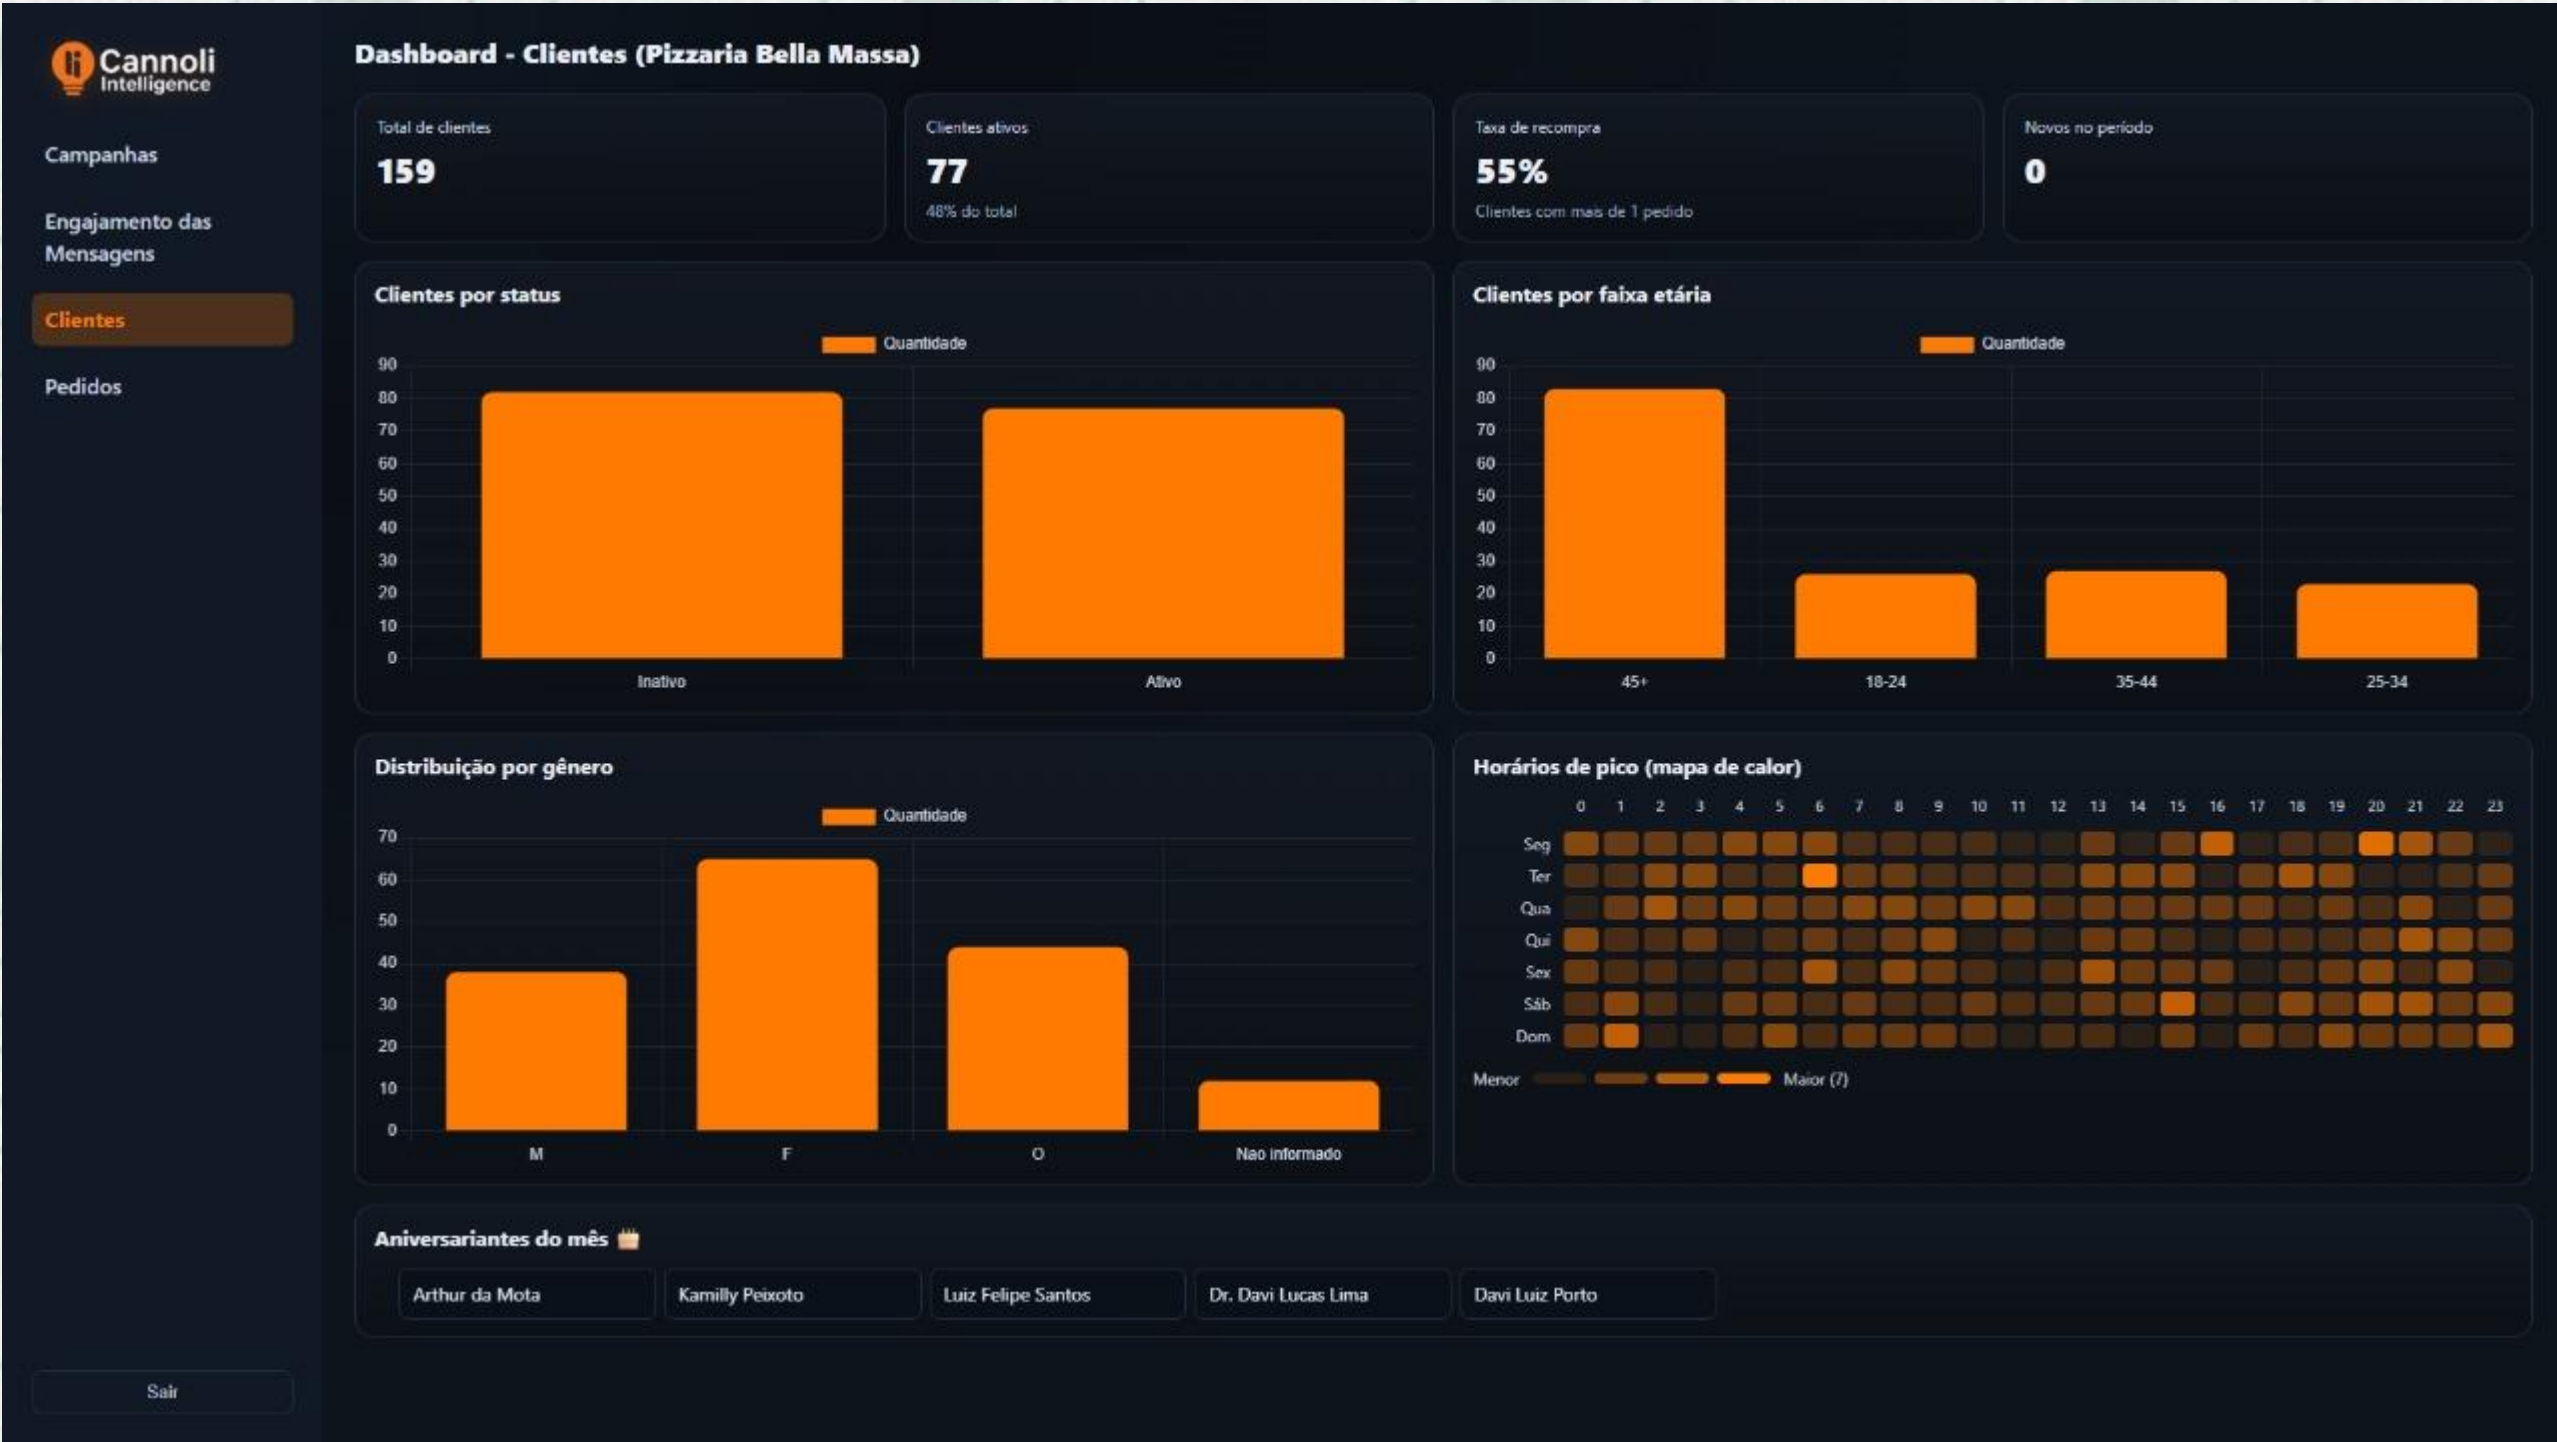 Cannoli
Intelligence
Campanhas
Engajamento das
Mensagens
Clientes
Pedidos
Sair
Dashboard - Clientes (Pizzaria Bella Massa)
Total de clientes
159
Clientes ativos
77
48% do total
Taxa de recompra
55%
Clientes com mais de 1 pedido
Novos no período
0
Clientes por status
Quantidade
90
80
70
60
50
40
30
20
10
0
Inativo Ativo
Clientes por faixa etária
Quantidade
90
80
70
60
50
40
30
20
10
0
45+ 18-24 35-44 25-34
Distribuição por gênero
Quantidade
70
60
50
40
30
20
10
0
M F O Nao informado
Horários de pico (mapa de calor)
0 1 2 3 4 5 6 7 8 9 10 11 12 13 14 15 16 17 18 19 20 21 22 23
Seg
Ter
Qua
Qui
Sex
Sáb
Dom
Menor Maior (7)
Aniversariantes do mês
Arthur da Mota Kamilly Peixoto Luiz Felipe Santos Dr. Davi Lucas Lima Davi Luiz Porto